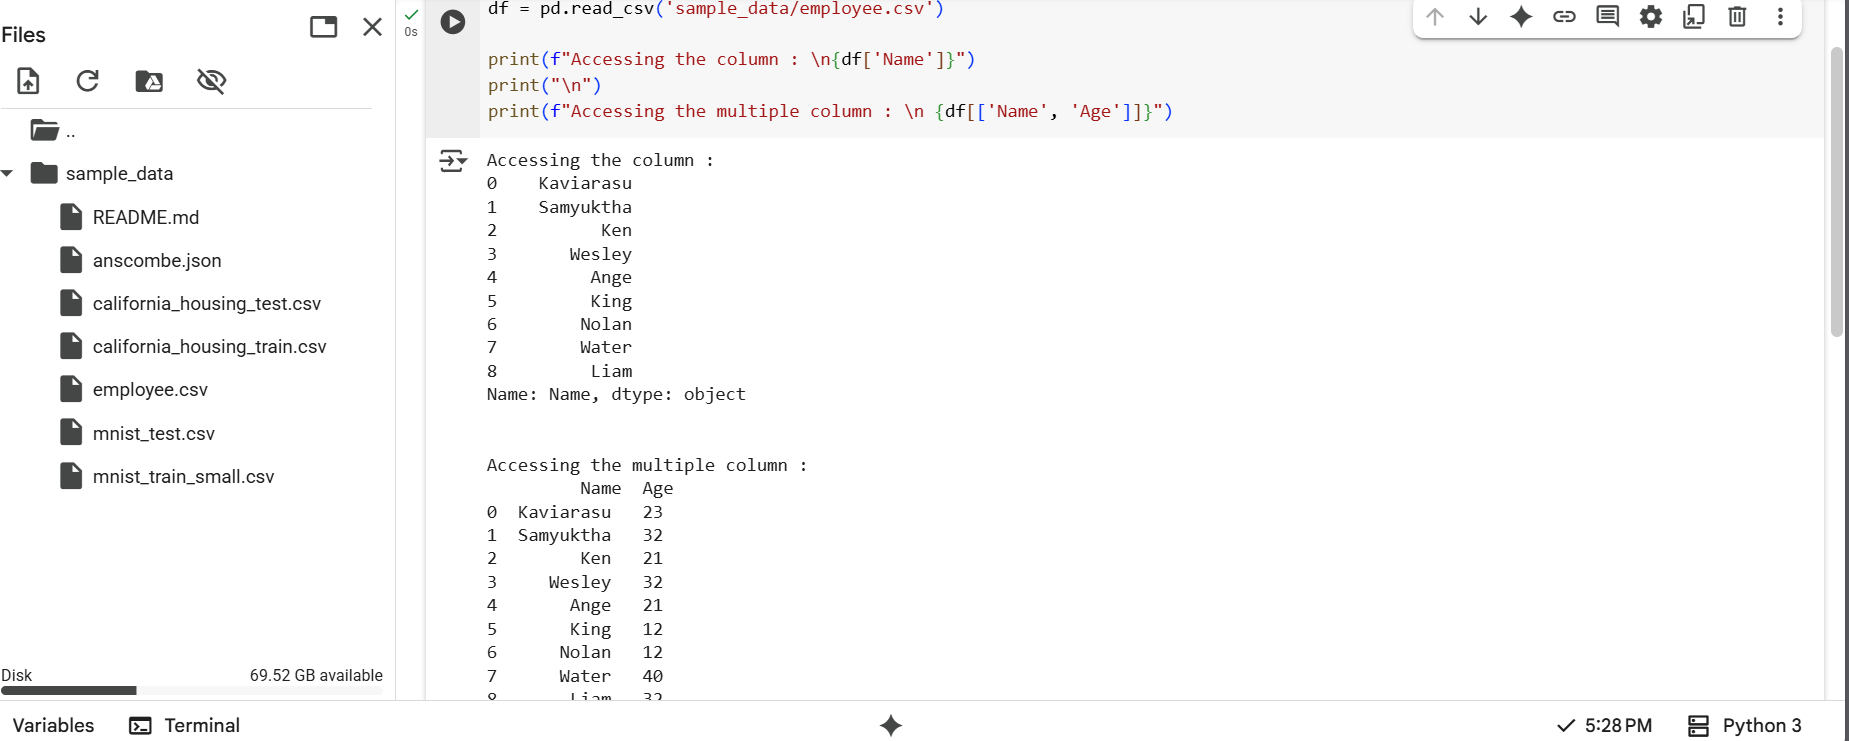 Files
..
sample_data
README.md
anscombe.json
california_housing_test.csv
california_housing_train.csv
employee.csv
mnist_test.csv
mnist_train_small.csv
Disk 69.52 GB available
0s
df = pd.read_csv('sample_data/employee.csv')
print(f"Accessing the column : \n{df['Name']}")
print("\n")
print(f"Accessing the multiple column : \n {df[['Name', 'Age']]}")
Accessing the column :
0    Kaviarasu
1    Samyuktha
2          Ken
3       Wesley
4         Ange
5         King
6        Nolan
7        Water
8         Liam
Name: Name, dtype: object
Accessing the multiple column :
         Name  Age
0  Kaviarasu   23
1  Samyuktha   32
2        Ken   21
3     Wesley   32
4       Ange   21
5       King   12
6      Nolan   12
7      Water   40
8       Liam   32
Variables Terminal 5:28 PM Python 3